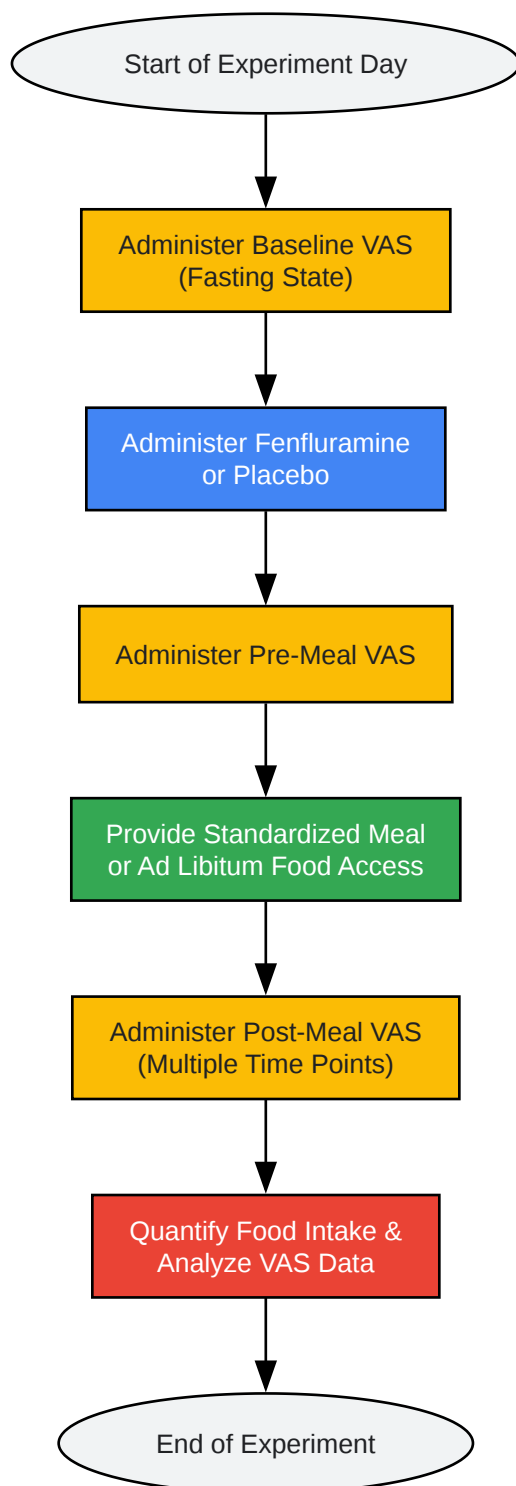 Start of Experiment Day
Administer Baseline VAS
(Fasting State)
Administer Fenfluramine
or Placebo
Administer Pre-Meal VAS
Provide Standardized Meal
or Ad Libitum Food Access
Administer Post-Meal VAS
(Multiple Time Points)
Quantify Food Intake &
Analyze VAS Data
End of Experiment